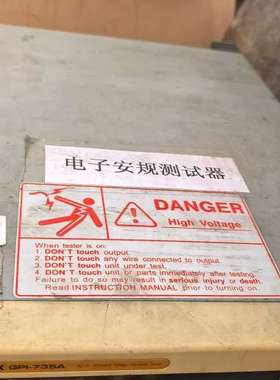 电子安规测试器
DANGER
High Voltage
When tester is on:
1. DON'T touch output.
2. DON'T touch any wire connected to output.
3. DON'T touch unit under test.
4. DON'T touch unit or parts immediately after testing.
Failure to do so may result in serious injury or death.
Read INSTRUCTION MANUAL prior to turning on.
GPI-735A